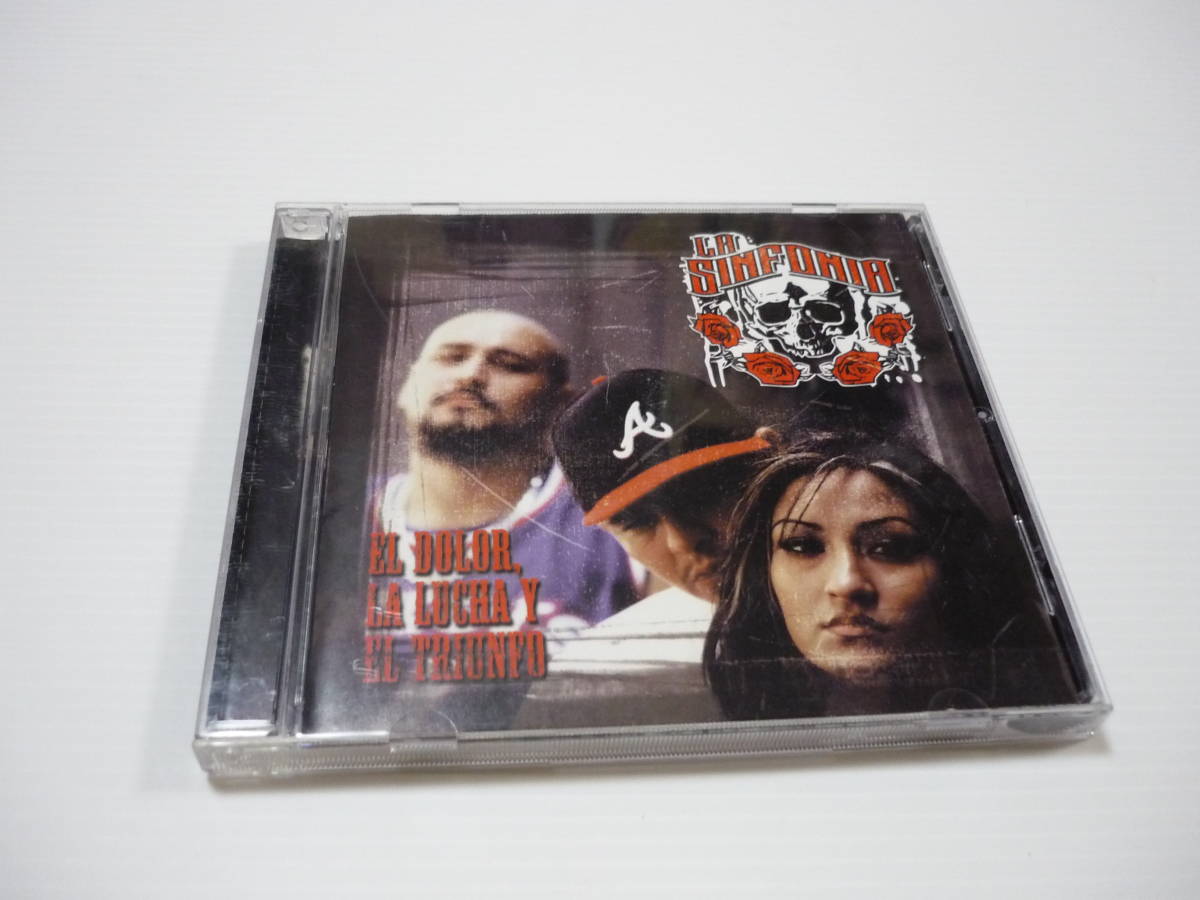 LA
SINFONIA
A
EL DOLOR,
LA LUCHA Y
EL TRIUNFO